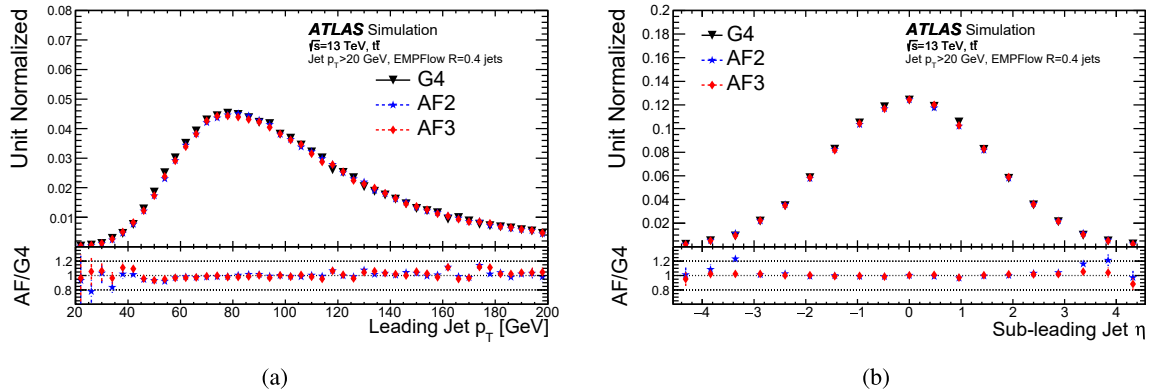 ATLAS Simulation
√s=13 TeV, tt̄
Jet p_T>20 GeV, EMPFlow R=0.4 jets
G4
AF2
AF3
Unit Normalized
0.08
0.07
0.06
0.05
0.04
0.03
0.02
0.01
AF/G4
1.2
1
0.8
20 40 60 80 100 120 140 160 180 200
Leading Jet p_T [GeV]
(a)
ATLAS Simulation
√s=13 TeV, tt̄
Jet p_T>20 GeV, EMPFlow R=0.4 jets
G4
AF2
AF3
Unit Normalized
0.2
0.18
0.16
0.14
0.12
0.1
0.08
0.06
0.04
0.02
AF/G4
1.2
1
0.8
−4 −3 −2 −1 0 1 2 3 4
Sub-leading Jet η
(b)